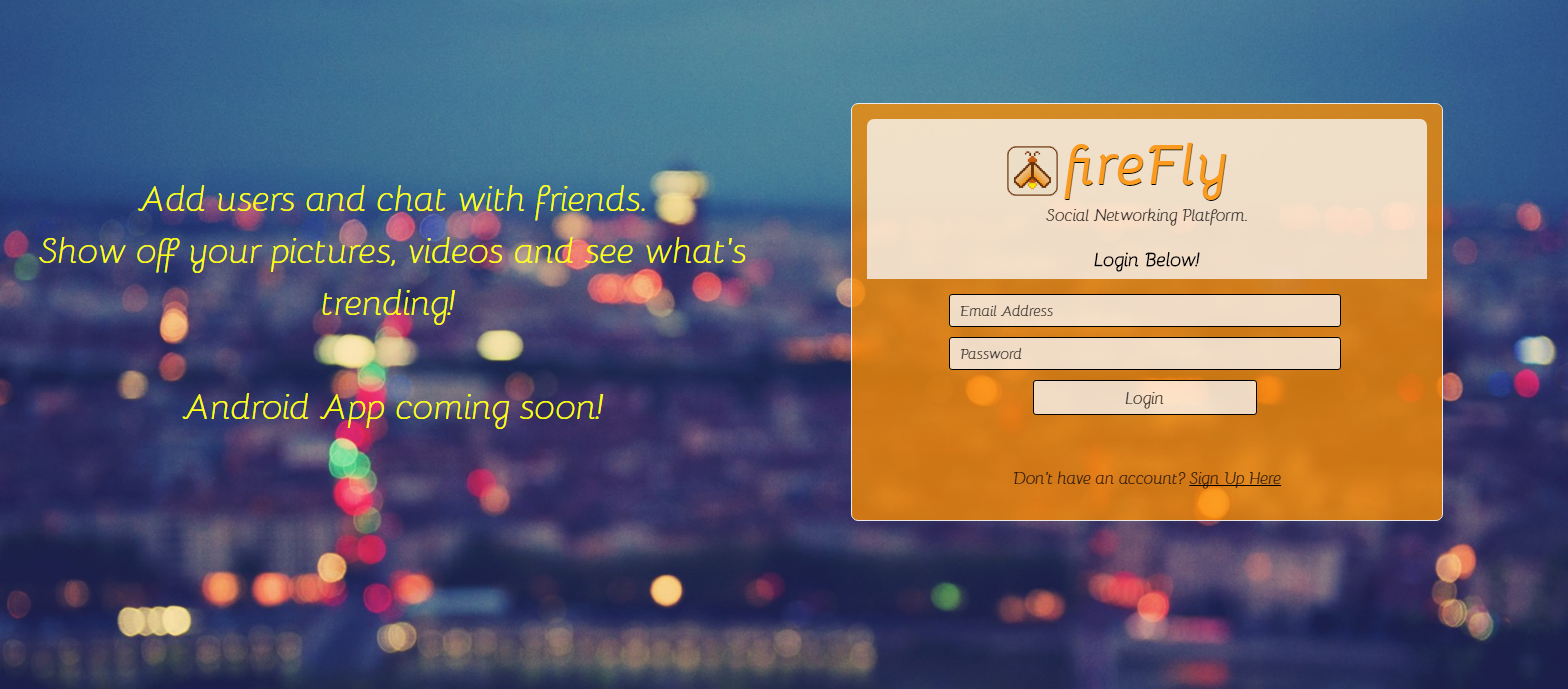 Add users and chat with friends.
Show off your pictures, videos and see what's
trending!
Android App coming soon!
fireFly
Social Networking Platform.
Login Below!
Email Address
Password
Login
Don't have an account? Sign Up Here